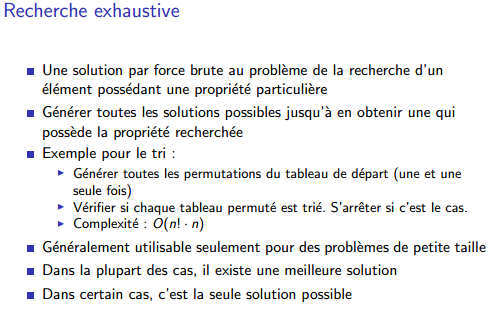 Recherche exhaustive
Une solution par force brute au problème de la recherche d'un
élément possédant une propriété particulière
Générer toutes les solutions possibles jusqu'à en obtenir une qui
possède la propriété recherchée
Exemple pour le tri :
Générer toutes les permutations du tableau de départ (une et une
seule fois)
Vérifier si chaque tableau permuté est trié. S'arrêter si c'est le cas.
Complexité : O(n! · n)
Généralement utilisable seulement pour des problèmes de petite taille
Dans la plupart des cas, il existe une meilleure solution
Dans certain cas, c'est la seule solution possible